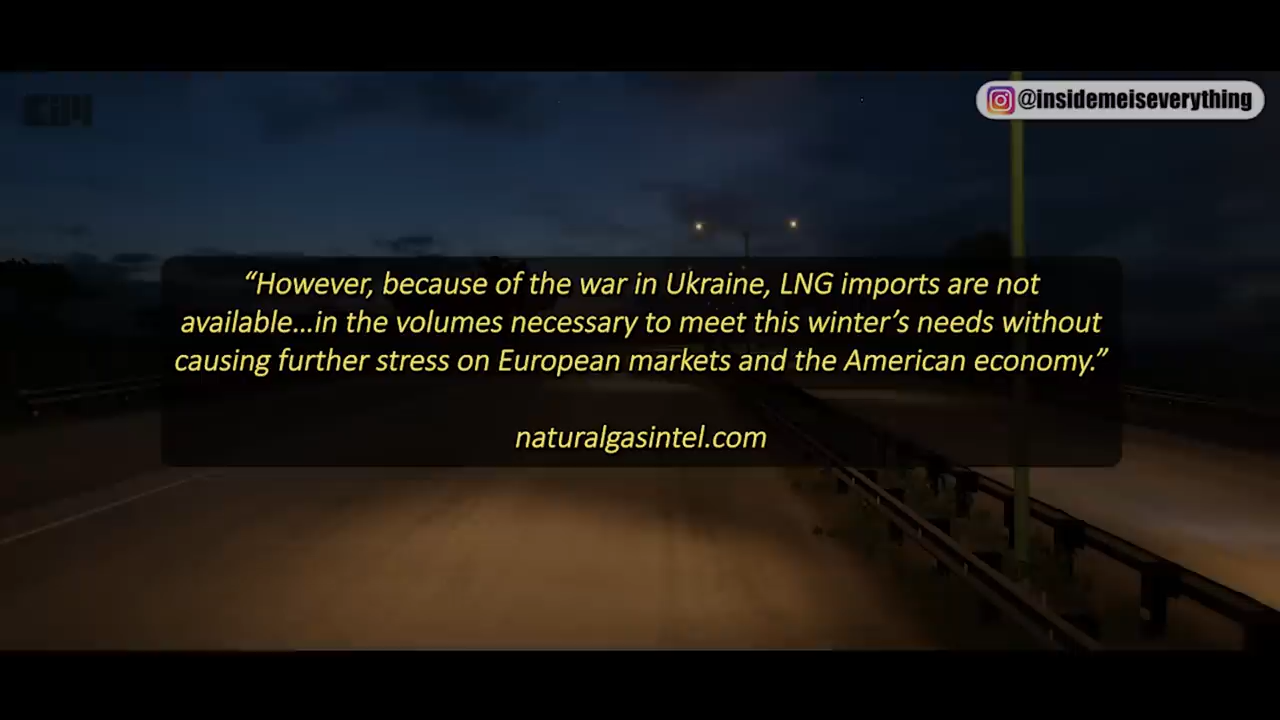 @insidemeiseverything
“However, because of the war in Ukraine, LNG imports are not
available...in the volumes necessary to meet this winter’s needs without
causing further stress on European markets and the American economy.”
naturalgasintel.com